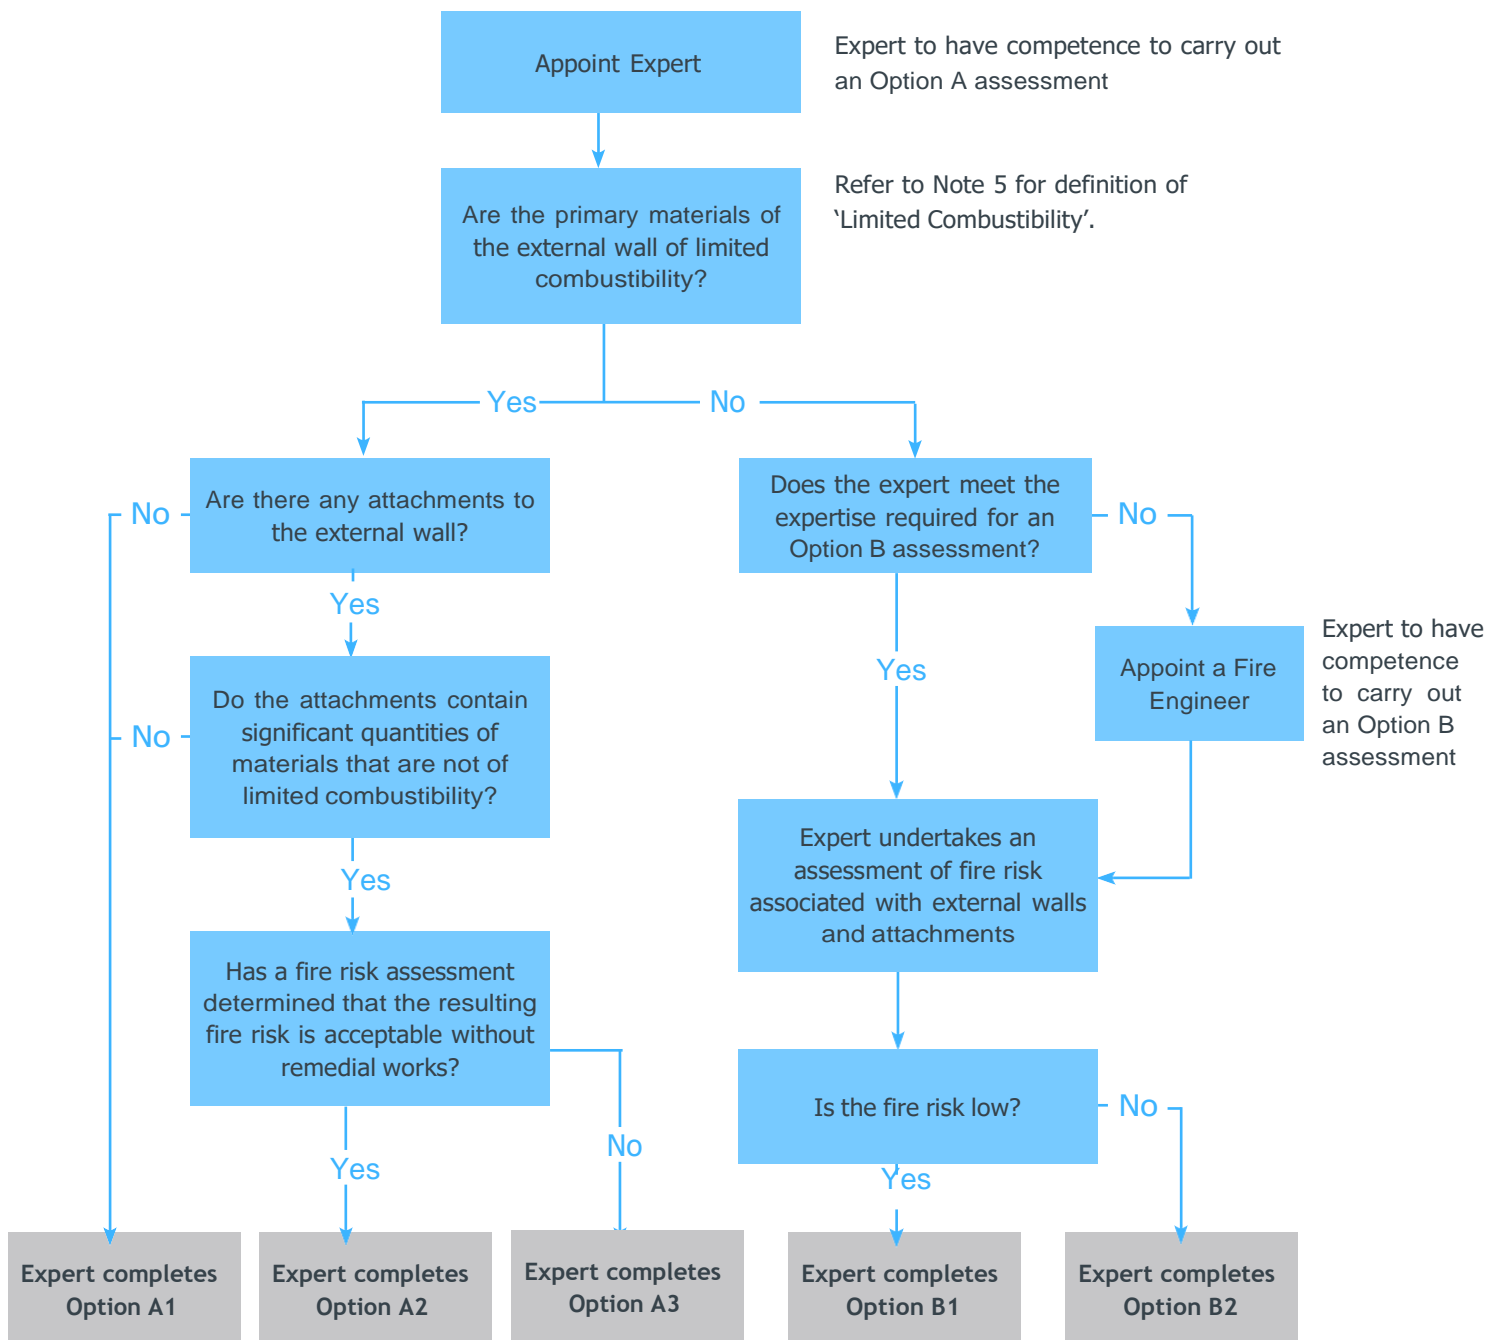 Appoint Expert
Expert to have competence to carry out
an Option A assessment
Are the primary materials of
the external wall of limited
combustibility?
Refer to Note 5 for definition of
‘Limited Combustibility’.
Yes
No
Are there any attachments to
the external wall?
No
Yes
Does the expert meet the
expertise required for an
Option B assessment?
No
Yes
Appoint a Fire
Engineer
Expert to have
competence
to carry out
an Option B
assessment
Do the attachments contain
significant quantities of
materials that are not of
limited combustibility?
No
Yes
Expert undertakes an
assessment of fire risk
associated with external walls
and attachments
Has a fire risk assessment
determined that the resulting
fire risk is acceptable without
remedial works?
Yes
No
Is the fire risk low?
No
Yes
Expert completes
Option A1
Expert completes
Option A2
Expert completes
Option A3
Expert completes
Option B1
Expert completes
Option B2